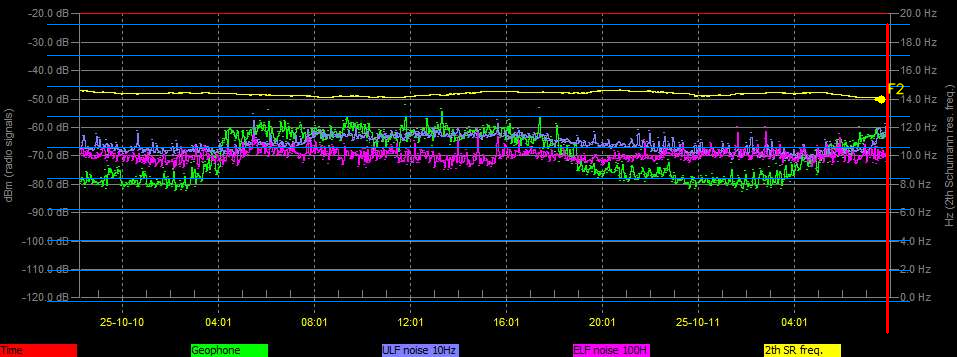 -20.0 dB 20.0 Hz
-30.0 dB 18.0 Hz
-40.0 dB 16.0 Hz
F2
-50.0 dB 14.0 Hz
-60.0 dB 12.0 Hz
-70.0 dB 10.0 Hz
-80.0 dB 8.0 Hz
-90.0 dB 6.0 Hz
-100.0 dB 4.0 Hz
-110.0 dB 2.0 Hz
-120.0 dB 0.0 Hz
dBm (radio signals)
Hz (2th Schumann res. freq.)
25-10-10 04:01 08:01 12:01 16:01 20:01 25-10-11 04:01
Time Geophone ULF noise 10Hz ELF noise 100H 2th SR freq.